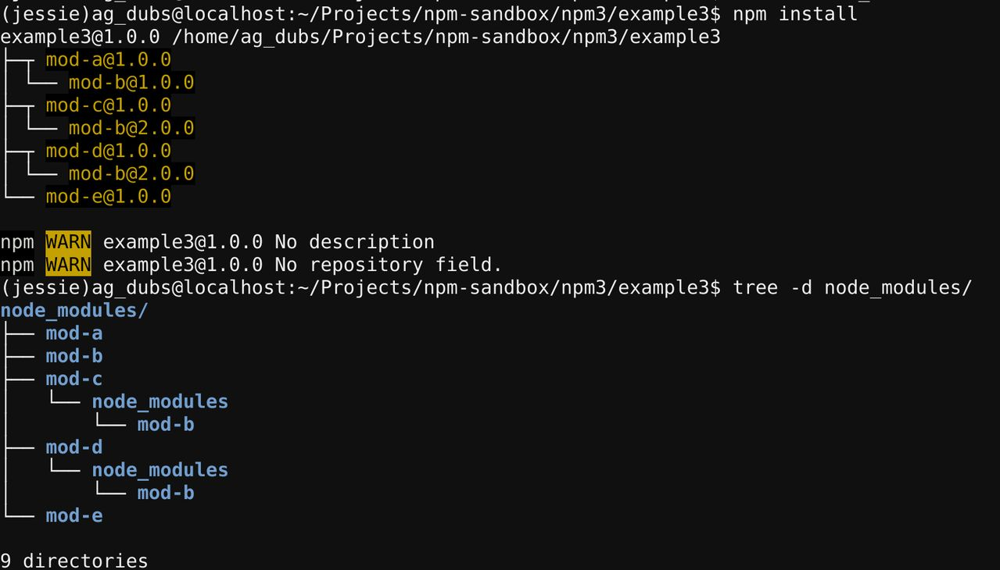 (jessie)ag_dubs@localhost:~/Projects/npm-sandbox/npm3/example3$ npm install
example3@1.0.0 /home/ag_dubs/Projects/npm-sandbox/npm3/example3
├─┬ mod-a@1.0.0
│ └── mod-b@1.0.0
├─┬ mod-c@1.0.0
│ └── mod-b@2.0.0
├─┬ mod-d@1.0.0
│ └── mod-b@2.0.0
└── mod-e@1.0.0
npm WARN example3@1.0.0 No description
npm WARN example3@1.0.0 No repository field.
(jessie)ag_dubs@localhost:~/Projects/npm-sandbox/npm3/example3$ tree -d node_modules/
node_modules/
├── mod-a
├── mod-b
├── mod-c
│   └── node_modules
│       └── mod-b
├── mod-d
│   └── node_modules
│       └── mod-b
└── mod-e
9 directories